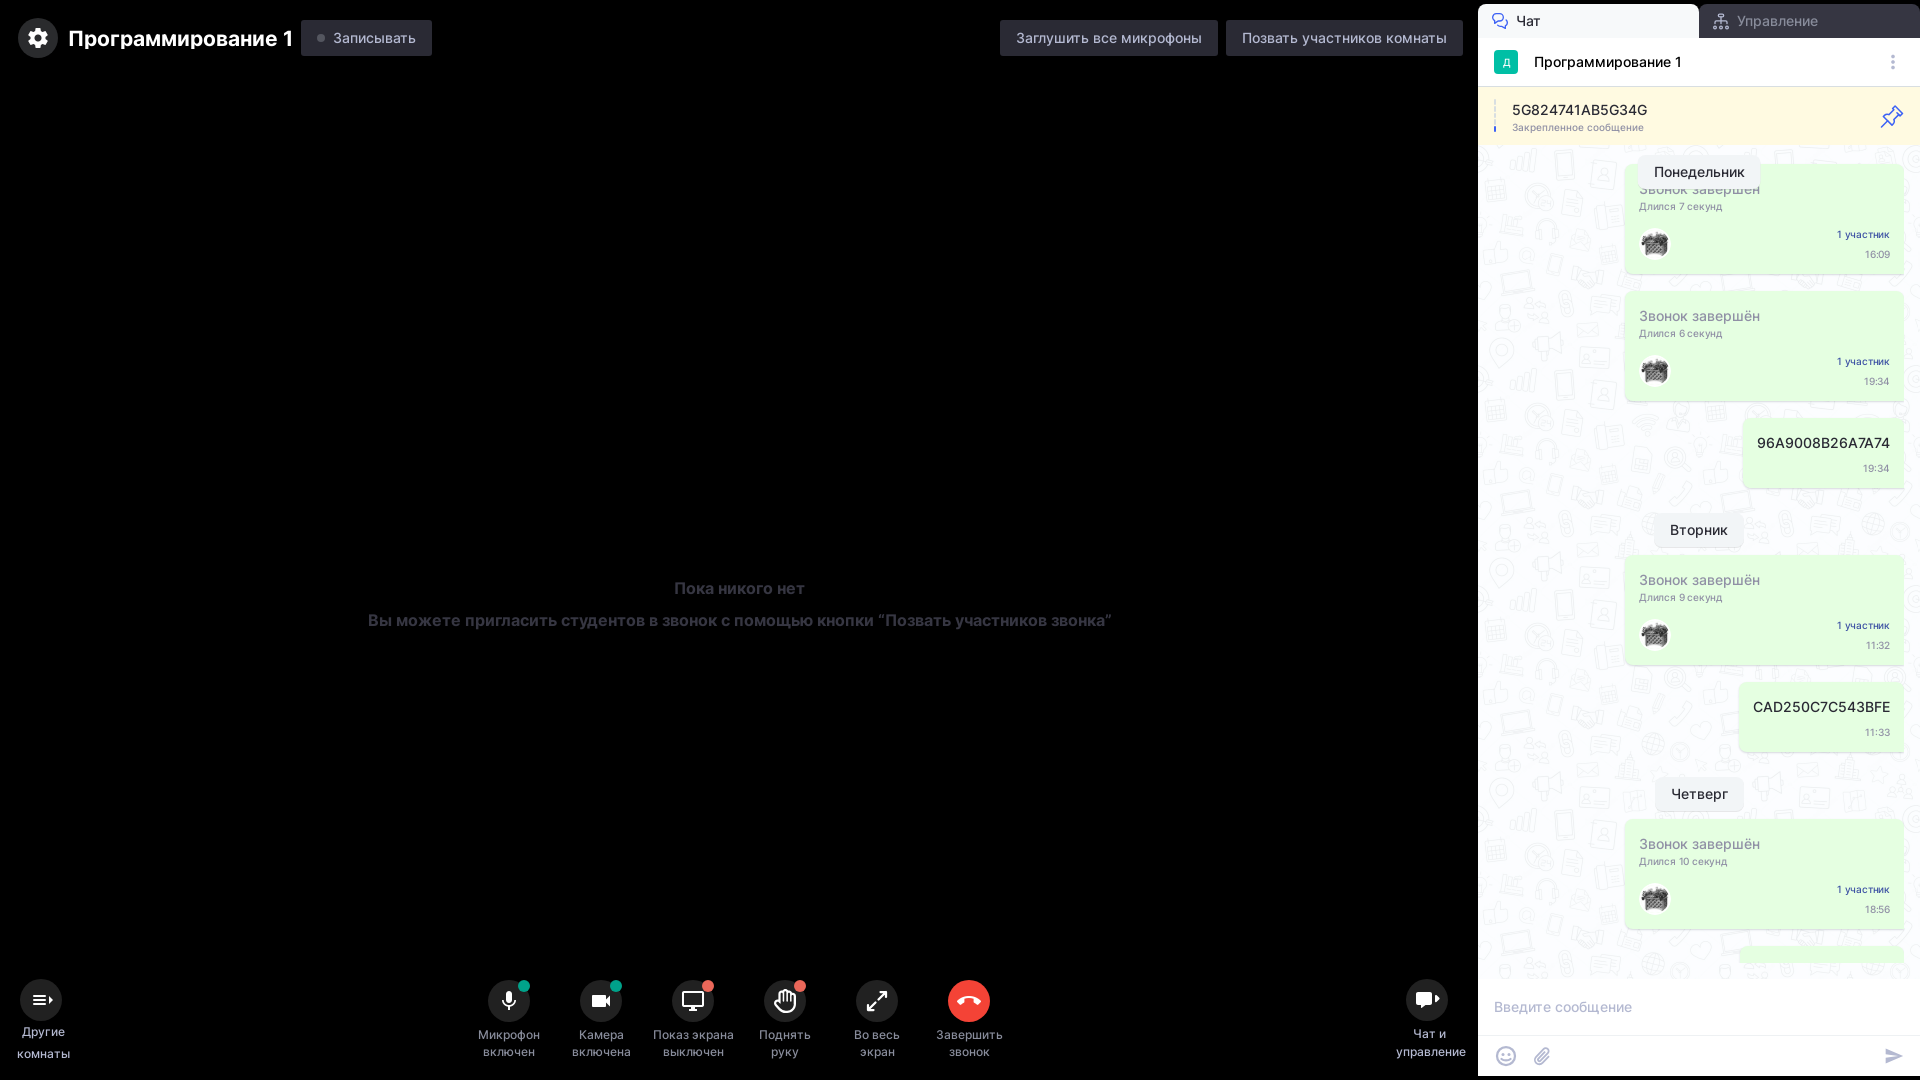 Программирование 1
Записывать
Заглушить все микрофоны
Позвать участников комнаты
Чат
Управление
Д
Программирование 1
5G824741AB5G34G
Закрепленное сообщение
Понедельник
Звонок завершён
Длился 7 секунд
1 участник
16:09
Звонок завершён
Длился 6 секунд
1 участник
19:34
96A9008B26A7A74
19:34
Вторник
Звонок завершён
Длился 9 секунд
1 участник
11:32
CAD250C7C543BFE
11:33
Четверг
Звонок завершён
Длился 10 секунд
1 участник
18:56
Пока никого нет
Вы можете пригласить студентов в звонок с помощью кнопки “Позвать участников звонка”
Другие
комнаты
Микрофон
включен
Камера
включена
Показ экрана
выключен
Поднять
руку
Во весь
экран
Завершить
звонок
Чат и
управление
Введите сообщение